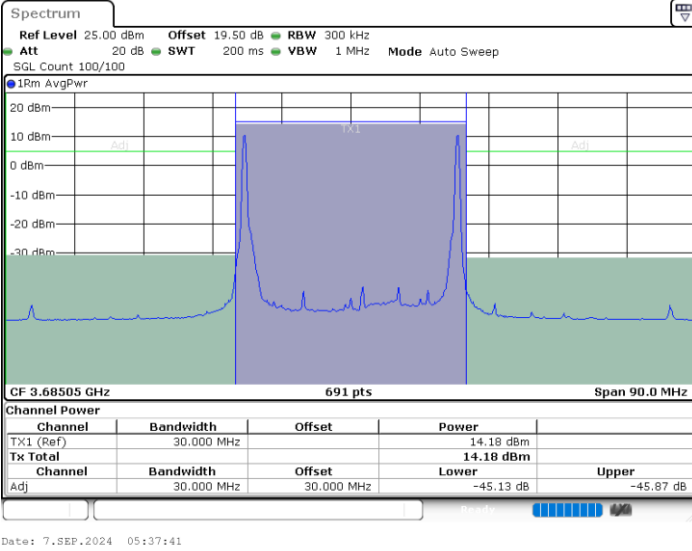 Spectrum
Ref Level 25.00 dBm Offset 19.50 dB RBW 300 kHz
Att 20 dB SWT 200 ms VBW 1 MHz Mode Auto Sweep
SGL Count 100/100
1Rm AvgPwr
20 dBm
TX1
10 dBm
Adj Adj
0 dBm
-10 dBm
-20 dBm
-30 dBm
CF 3.68505 GHz 691 pts Span 90.0 MHz
Channel Power
Channel Bandwidth Offset Power
TX1 (Ref) 30.000 MHz 14.18 dBm
Tx Total 14.18 dBm
Channel Bandwidth Offset Lower Upper
Adj 30.000 MHz 30.000 MHz -45.13 dB -45.87 dB
Ready
Date: 7.SEP.2024 05:37:41